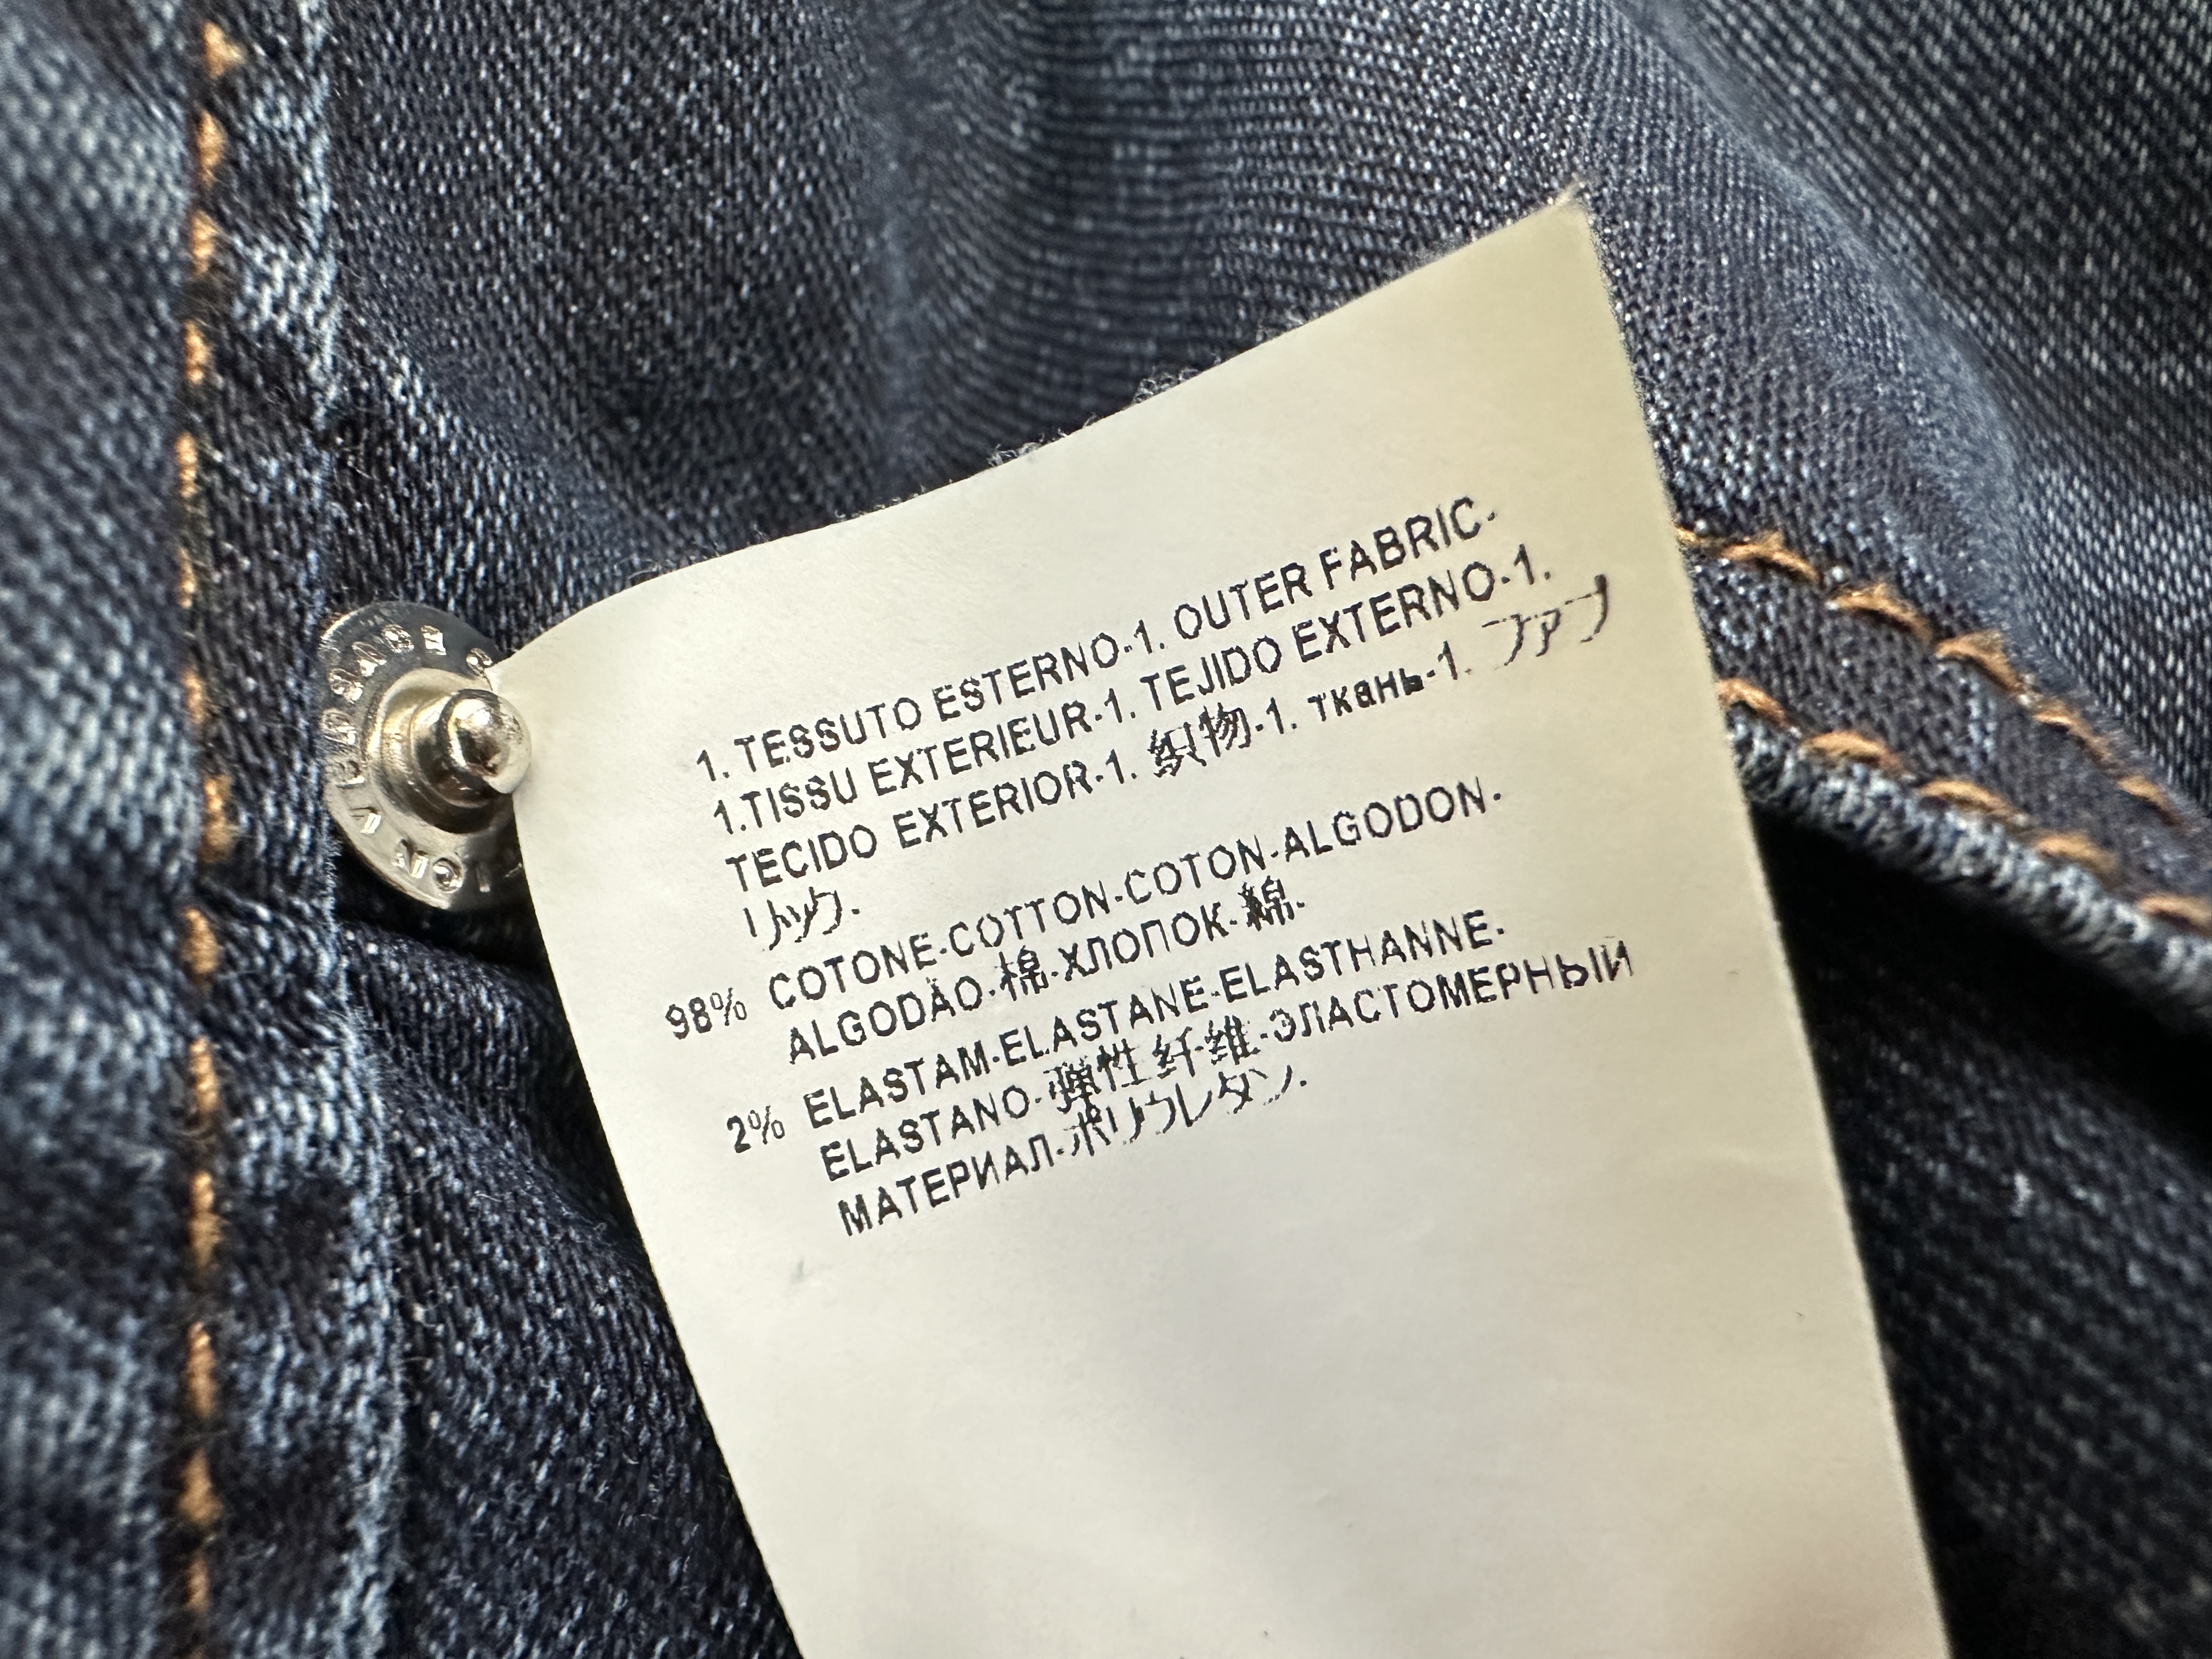 1. TESSUTO ESTERNO-1. OUTER FABRIC-
1.TISSU EXTERIEUR-1. TEJIDO EXTERNO-1.
TECIDO EXTERIOR-1. 织物-1. ткань-1. ファブ
リック.
98% COTONE-COTTON-COTON-ALGODON-
ALGODÃO-棉-ХЛОПОК-綿-
2% ELASTAM-ELASTANE-ELASTHANNE-
ELASTANO-弹性纤维-ЭЛАСТОМЕРНЫЙ
МАТЕРИАЛ-ポリウレタン.